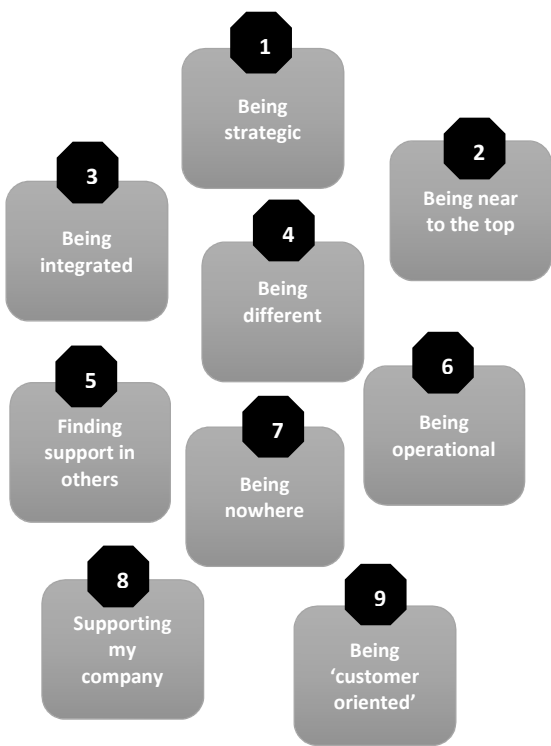 1
Being
strategic
2
Being near
to the top
3
Being
integrated
4
Being
different
5
Finding
support in
others
6
Being
operational
7
Being
nowhere
8
Supporting
my
company
9
Being
‘customer
oriented’